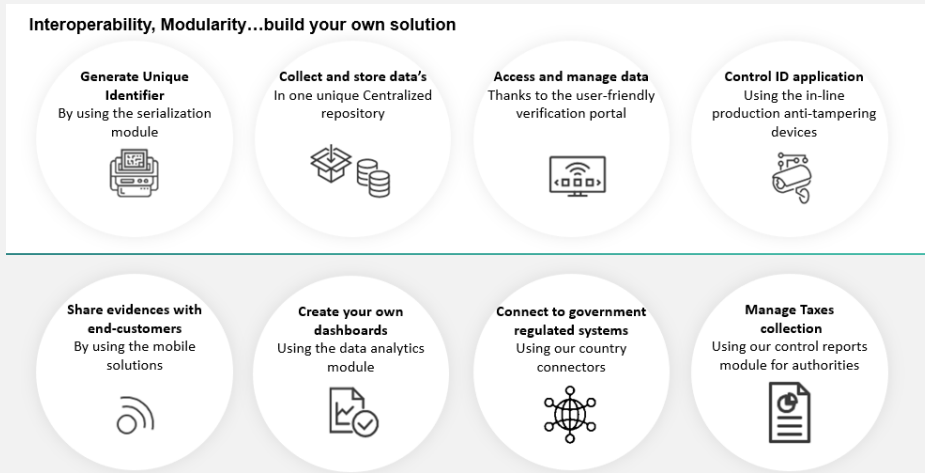 Interoperability, Modularity…build your own solution
Generate Unique
Identifier
By using the serialization
module
Collect and store data’s
In one unique Centralized
repository
Access and manage data
Thanks to the user-friendly
verification portal
Control ID application
Using the in-line
production anti-tampering
devices
Share evidences with
end-customers
By using the mobile
solutions
Create your own
dashboards
Using the data analytics
module
Connect to government
regulated systems
Using our country
connectors
Manage Taxes
collection
Using our control reports
module for authorities